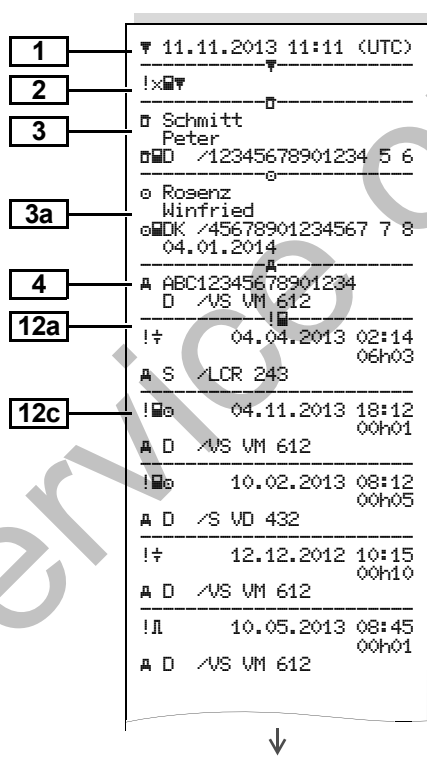 1
▼ 11.11.2013 11:11 (UTC)
2
!×▼
3
Schmitt
Peter
D /12345678901234 5 6
3a
Rogenz
Winfried
DK /45678901234567 7 8
04.01.2014
4
ABC12345678901234
D /VS VM 612
12a
!÷ 04.04.2013 02:14
06h03
S /LCR 243
12c
! 04.11.2013 18:12
00h01
D /VS VM 612
! 10.02.2013 08:12
00h05
D /S VD 432
!÷ 12.12.2012 10:15
00h10
D /VS VM 612
! 10.05.2013 08:45
00h01
D /VS VM 612
ervice